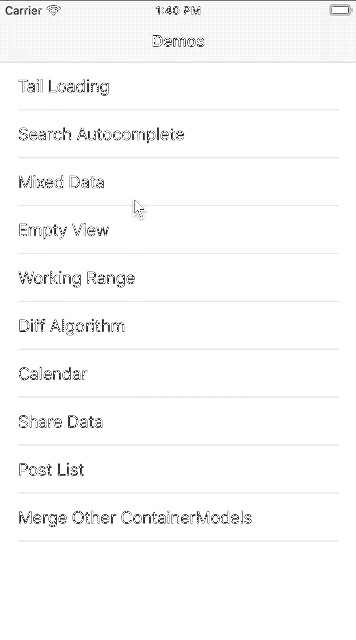 Carrier 1:40 PM
Demos
Tail Loading
Search Autocomplete
Mixed Data
Empty View
Working Range
Diff Algorithm
Calendar
Share Data
Post List
Merge Other ContainerModels